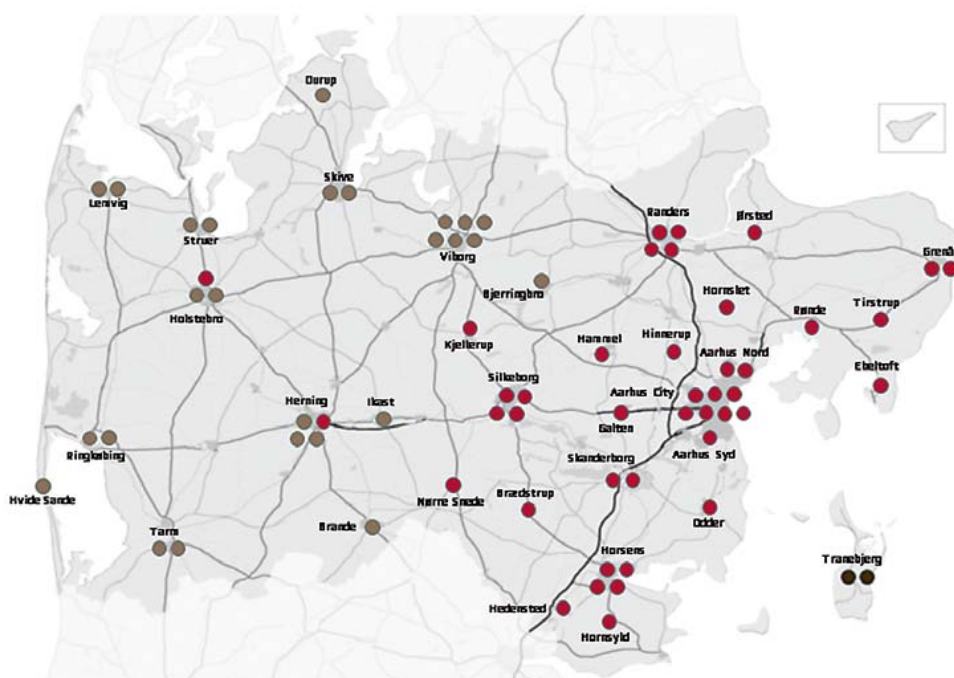 Durup
Skive
Lemvig
Struer
Viborg
Randers
Ørsted
Grenå
Holstebro
Bjerringbro
Hornslet
Kjellerup
Hammel
Hinnerup
Rønde
Tirstrup
Aarhus Nord
Ebeltoft
Silkeborg
Aarhus City
Herning
Ikast
Galten
Aarhus Syd
Ringkøbing
Skanderborg
Hvide Sande
Nørre Snede
Brædstrup
Odder
Tarm
Brande
Horsens
Tranebjerg
Hedensted
Hornsyld